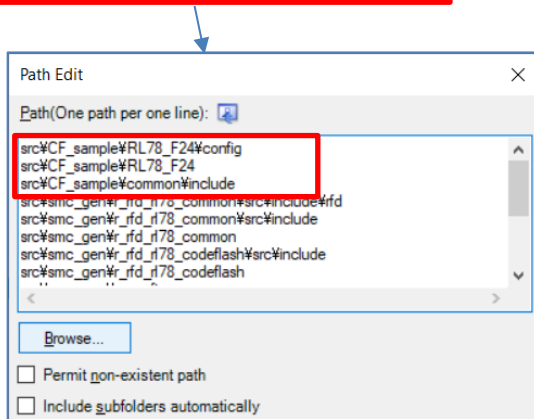 Path Edit
Path(One path per one line):
src¥CF_sample¥RL78_F24¥config
src¥CF_sample¥RL78_F24
src¥CF_sample¥common¥include
src¥smc_gen¥r_rfd_rl78_common¥src¥include¥rfd
src¥smc_gen¥r_rfd_rl78_common¥src¥include
src¥smc_gen¥r_rfd_rl78_common
src¥smc_gen¥r_rfd_rl78_codeflash¥src¥include
src¥smc_gen¥r_rfd_rl78_codeflash
Browse...
Permit non-existent path
Include subfolders automatically